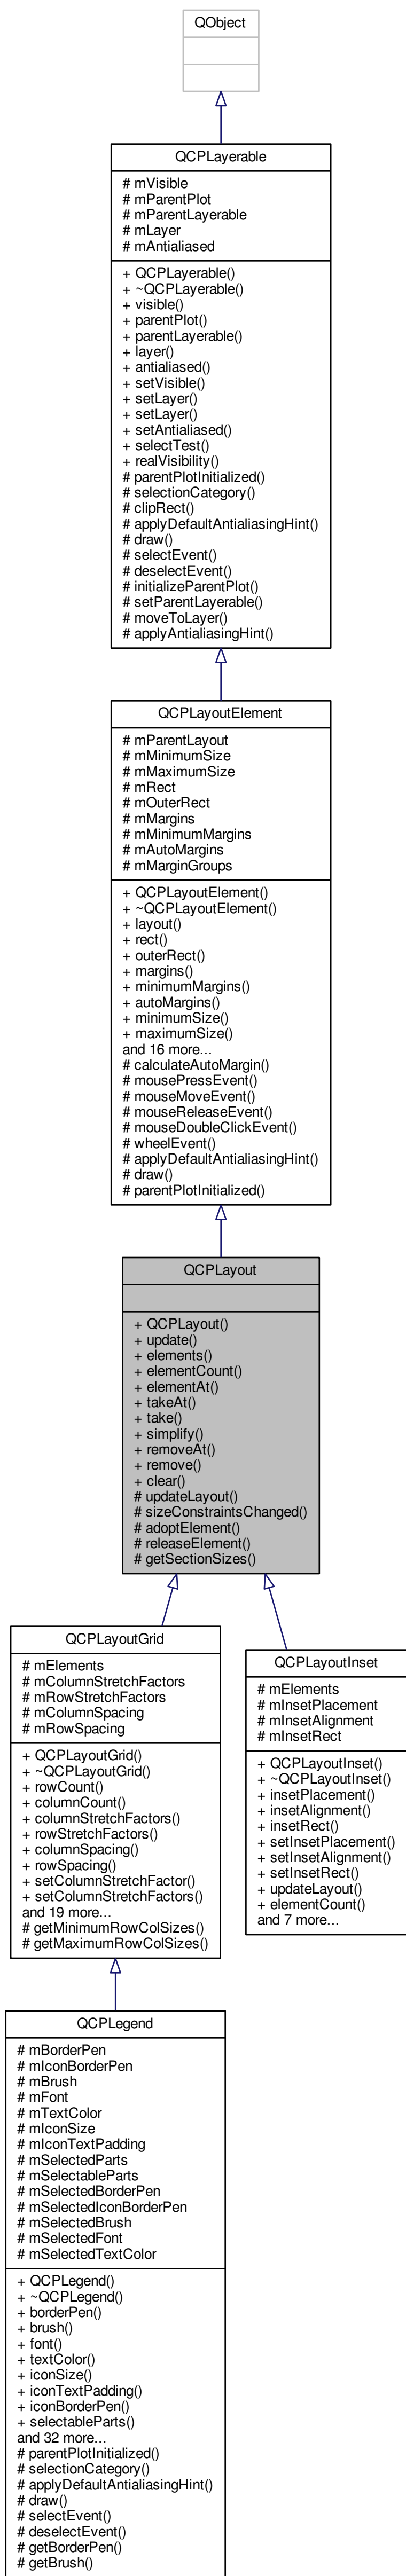 QObject
QCPLayerable
# mVisible
# mParentPlot
# mParentLayerable
# mLayer
# mAntialiased
+ QCPLayerable()
+ ~QCPLayerable()
+ visible()
+ parentPlot()
+ parentLayerable()
+ layer()
+ antialiased()
+ setVisible()
+ setLayer()
+ setLayer()
+ setAntialiased()
+ selectTest()
+ realVisibility()
# parentPlotInitialized()
# selectionCategory()
# clipRect()
# applyDefaultAntialiasingHint()
# draw()
# selectEvent()
# deselectEvent()
# initializeParentPlot()
# setParentLayerable()
# moveToLayer()
# applyAntialiasingHint()
QCPLayoutElement
# mParentLayout
# mMinimumSize
# mMaximumSize
# mRect
# mOuterRect
# mMargins
# mMinimumMargins
# mAutoMargins
# mMarginGroups
+ QCPLayoutElement()
+ ~QCPLayoutElement()
+ layout()
+ rect()
+ outerRect()
+ margins()
+ minimumMargins()
+ autoMargins()
+ minimumSize()
+ maximumSize()
and 16 more...
# calculateAutoMargin()
# mousePressEvent()
# mouseMoveEvent()
# mouseReleaseEvent()
# mouseDoubleClickEvent()
# wheelEvent()
# applyDefaultAntialiasingHint()
# draw()
# parentPlotInitialized()
QCPLayout
+ QCPLayout()
+ update()
+ elements()
+ elementCount()
+ elementAt()
+ takeAt()
+ take()
+ simplify()
+ removeAt()
+ remove()
+ clear()
# updateLayout()
# sizeConstraintsChanged()
# adoptElement()
# releaseElement()
# getSectionSizes()
QCPLayoutGrid
# mElements
# mColumnStretchFactors
# mRowStretchFactors
# mColumnSpacing
# mRowSpacing
+ QCPLayoutGrid()
+ ~QCPLayoutGrid()
+ rowCount()
+ columnCount()
+ columnStretchFactors()
+ rowStretchFactors()
+ columnSpacing()
+ rowSpacing()
+ setColumnStretchFactor()
+ setColumnStretchFactors()
and 19 more...
# getMinimumRowColSizes()
# getMaximumRowColSizes()
QCPLayoutInset
# mElements
# mInsetPlacement
# mInsetAlignment
# mInsetRect
+ QCPLayoutInset()
+ ~QCPLayoutInset()
+ insetPlacement()
+ insetAlignment()
+ insetRect()
+ setInsetPlacement()
+ setInsetAlignment()
+ setInsetRect()
+ updateLayout()
+ elementCount()
and 7 more...
QCPLegend
# mBorderPen
# mIconBorderPen
# mBrush
# mFont
# mTextColor
# mIconSize
# mIconTextPadding
# mSelectedParts
# mSelectableParts
# mSelectedBorderPen
# mSelectedIconBorderPen
# mSelectedBrush
# mSelectedFont
# mSelectedTextColor
+ QCPLegend()
+ ~QCPLegend()
+ borderPen()
+ brush()
+ font()
+ textColor()
+ iconSize()
+ iconTextPadding()
+ iconBorderPen()
+ selectableParts()
and 32 more...
# parentPlotInitialized()
# selectionCategory()
# applyDefaultAntialiasingHint()
# draw()
# selectEvent()
# deselectEvent()
# getBorderPen()
# getBrush()